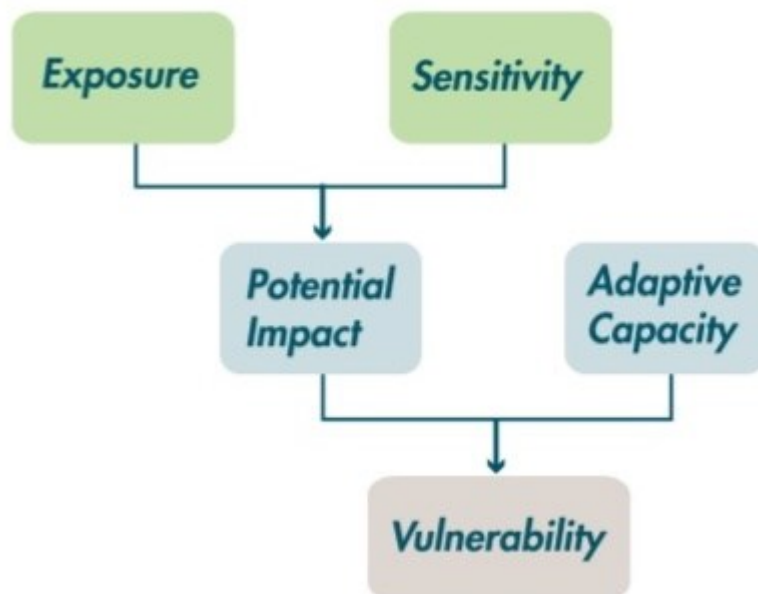 Exposure
Sensitivity
Potential
Impact
Adaptive
Capacity
Vulnerability